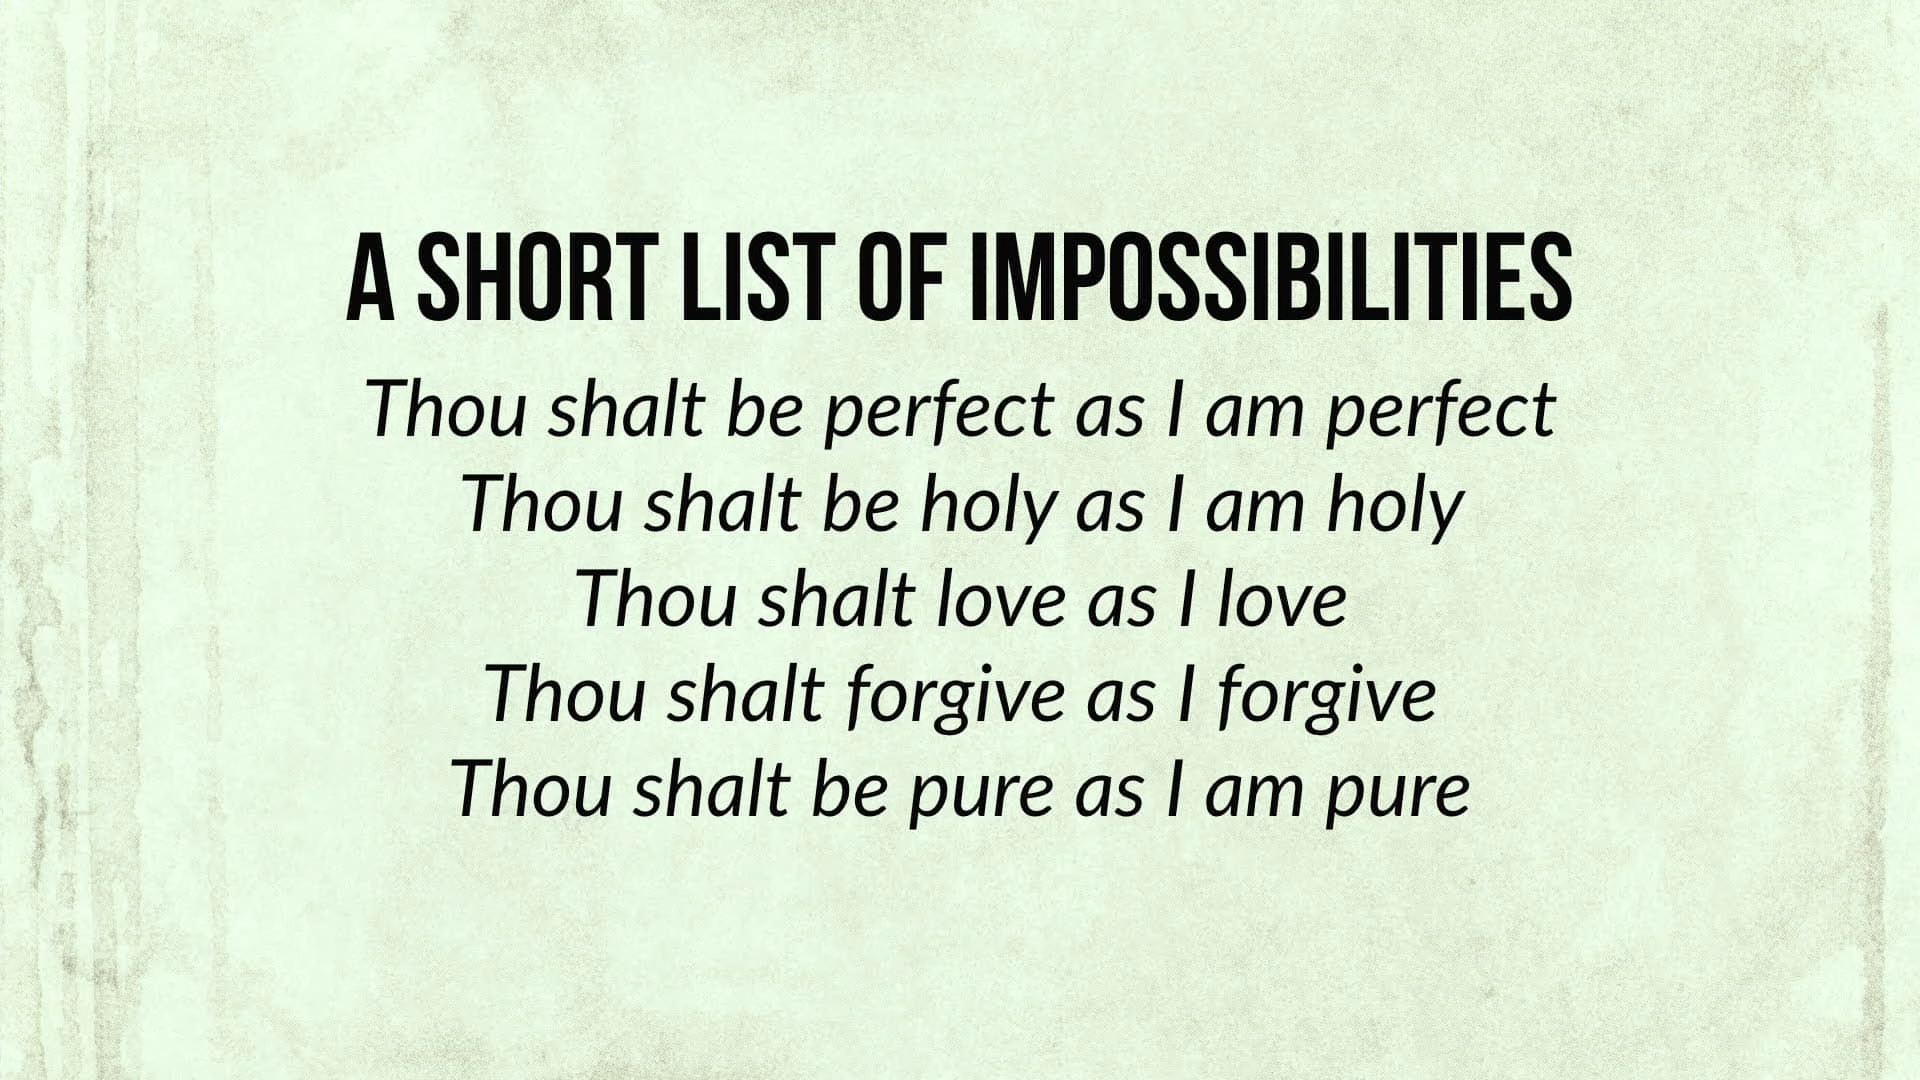 A SHORT LIST OF IMPOSSIBILITIES
Thou shalt be perfect as I am perfect
Thou shalt be holy as I am holy
Thou shalt love as I love
Thou shalt forgive as I forgive
Thou shalt be pure as I am pure